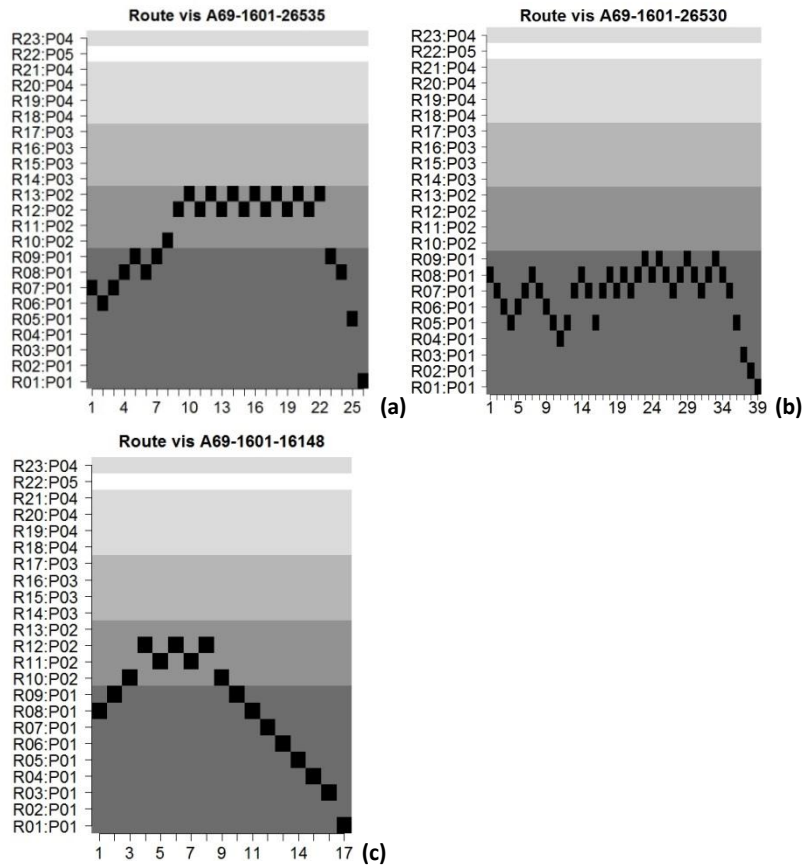 Route vis A69-1601-26535
R23:P04
R22:P05
R21:P04
R20:P04
R19:P04
R18:P04
R17:P03
R16:P03
R15:P03
R14:P03
R13:P02
R12:P02
R11:P02
R10:P02
R09:P01
R08:P01
R07:P01
R06:P01
R05:P01
R04:P01
R03:P01
R02:P01
R01:P01
1 4 7 10 13 16 19 22 25
(a)
Route vis A69-1601-26530
R23:P04
R22:P05
R21:P04
R20:P04
R19:P04
R18:P04
R17:P03
R16:P03
R15:P03
R14:P03
R13:P02
R12:P02
R11:P02
R10:P02
R09:P01
R08:P01
R07:P01
R06:P01
R05:P01
R04:P01
R03:P01
R02:P01
R01:P01
1 5 9 14 19 24 29 34 39
(b)
Route vis A69-1601-16148
R23:P04
R22:P05
R21:P04
R20:P04
R19:P04
R18:P04
R17:P03
R16:P03
R15:P03
R14:P03
R13:P02
R12:P02
R11:P02
R10:P02
R09:P01
R08:P01
R07:P01
R06:P01
R05:P01
R04:P01
R03:P01
R02:P01
R01:P01
1 3 5 7 9 11 14 17
(c)